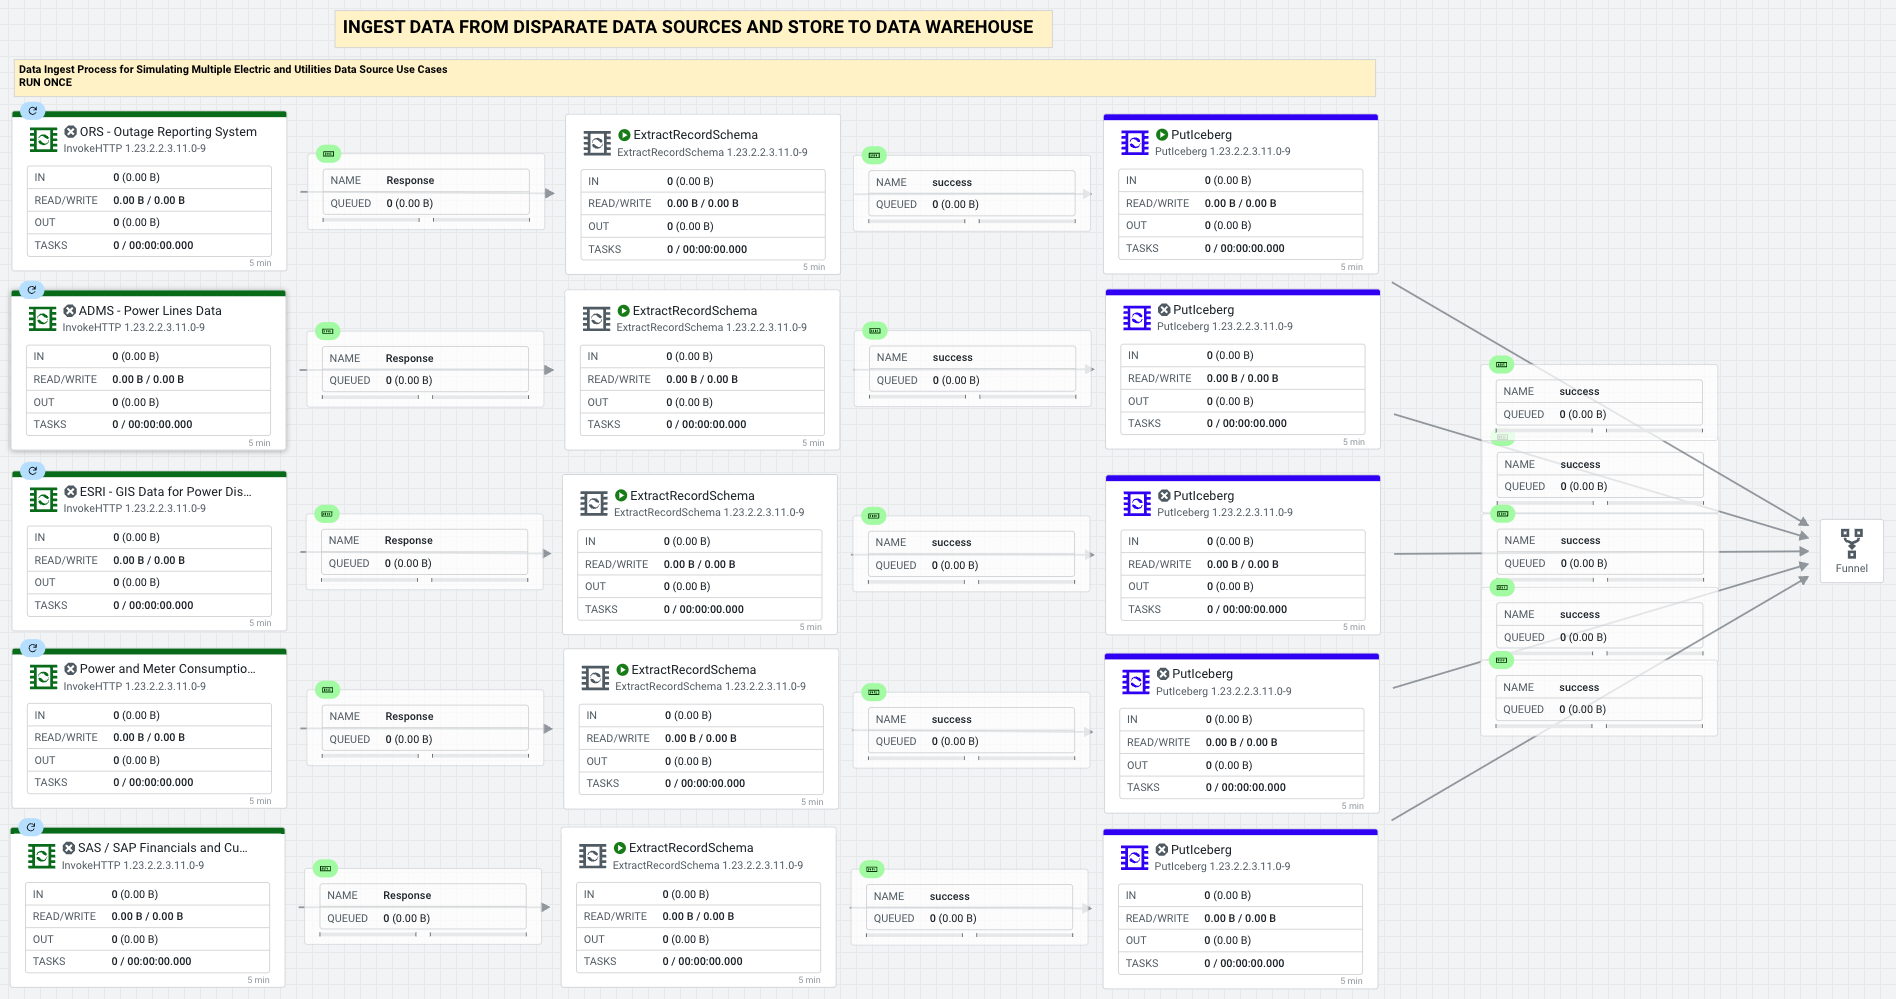 INGEST DATA FROM DISPARATE DATA SOURCES AND STORE TO DATA WAREHOUSE
Data Ingest Process for Simulating Multiple Electric and Utilities Data Source Use Cases
RUN ONCE
ORS - Outage Reporting System
InvokeHTTP 1.23.2.2.3.11.0-9
IN 0 (0.00 B)
READ/WRITE 0.00 B / 0.00 B
OUT 0 (0.00 B)
TASKS 0 / 00:00:00.000
5 min
NAME Response
QUEUED 0 (0.00 B)
ExtractRecordSchema
ExtractRecordSchema 1.23.2.2.3.11.0-9
IN 0 (0.00 B)
READ/WRITE 0.00 B / 0.00 B
OUT 0 (0.00 B)
TASKS 0 / 00:00:00.000
5 min
NAME success
QUEUED 0 (0.00 B)
PutIceberg
PutIceberg 1.23.2.2.3.11.0-9
IN 0 (0.00 B)
READ/WRITE 0.00 B / 0.00 B
OUT 0 (0.00 B)
TASKS 0 / 00:00:00.000
5 min
ADMS - Power Lines Data
InvokeHTTP 1.23.2.2.3.11.0-9
IN 0 (0.00 B)
READ/WRITE 0.00 B / 0.00 B
OUT 0 (0.00 B)
TASKS 0 / 00:00:00.000
5 min
NAME Response
QUEUED 0 (0.00 B)
ExtractRecordSchema
ExtractRecordSchema 1.23.2.2.3.11.0-9
IN 0 (0.00 B)
READ/WRITE 0.00 B / 0.00 B
OUT 0 (0.00 B)
TASKS 0 / 00:00:00.000
5 min
NAME success
QUEUED 0 (0.00 B)
PutIceberg
PutIceberg 1.23.2.2.3.11.0-9
IN 0 (0.00 B)
READ/WRITE 0.00 B / 0.00 B
OUT 0 (0.00 B)
TASKS 0 / 00:00:00.000
5 min
ESRI - GIS Data for Power Dis...
InvokeHTTP 1.23.2.2.3.11.0-9
IN 0 (0.00 B)
READ/WRITE 0.00 B / 0.00 B
OUT 0 (0.00 B)
TASKS 0 / 00:00:00.000
5 min
NAME Response
QUEUED 0 (0.00 B)
ExtractRecordSchema
ExtractRecordSchema 1.23.2.2.3.11.0-9
IN 0 (0.00 B)
READ/WRITE 0.00 B / 0.00 B
OUT 0 (0.00 B)
TASKS 0 / 00:00:00.000
5 min
NAME success
QUEUED 0 (0.00 B)
PutIceberg
PutIceberg 1.23.2.2.3.11.0-9
IN 0 (0.00 B)
READ/WRITE 0.00 B / 0.00 B
OUT 0 (0.00 B)
TASKS 0 / 00:00:00.000
5 min
Power and Meter Consumptio...
InvokeHTTP 1.23.2.2.3.11.0-9
IN 0 (0.00 B)
READ/WRITE 0.00 B / 0.00 B
OUT 0 (0.00 B)
TASKS 0 / 00:00:00.000
5 min
NAME Response
QUEUED 0 (0.00 B)
ExtractRecordSchema
ExtractRecordSchema 1.23.2.2.3.11.0-9
IN 0 (0.00 B)
READ/WRITE 0.00 B / 0.00 B
OUT 0 (0.00 B)
TASKS 0 / 00:00:00.000
5 min
NAME success
QUEUED 0 (0.00 B)
PutIceberg
PutIceberg 1.23.2.2.3.11.0-9
IN 0 (0.00 B)
READ/WRITE 0.00 B / 0.00 B
OUT 0 (0.00 B)
TASKS 0 / 00:00:00.000
5 min
SAS / SAP Financials and Cu...
InvokeHTTP 1.23.2.2.3.11.0-9
IN 0 (0.00 B)
READ/WRITE 0.00 B / 0.00 B
OUT 0 (0.00 B)
TASKS 0 / 00:00:00.000
5 min
NAME Response
QUEUED 0 (0.00 B)
ExtractRecordSchema
ExtractRecordSchema 1.23.2.2.3.11.0-9
IN 0 (0.00 B)
READ/WRITE 0.00 B / 0.00 B
OUT 0 (0.00 B)
TASKS 0 / 00:00:00.000
5 min
NAME success
QUEUED 0 (0.00 B)
PutIceberg
PutIceberg 1.23.2.2.3.11.0-9
IN 0 (0.00 B)
READ/WRITE 0.00 B / 0.00 B
OUT 0 (0.00 B)
TASKS 0 / 00:00:00.000
5 min
NAME success
QUEUED 0 (0.00 B)
NAME success
QUEUED 0 (0.00 B)
NAME success
QUEUED 0 (0.00 B)
NAME success
QUEUED 0 (0.00 B)
NAME success
QUEUED 0 (0.00 B)
Funnel